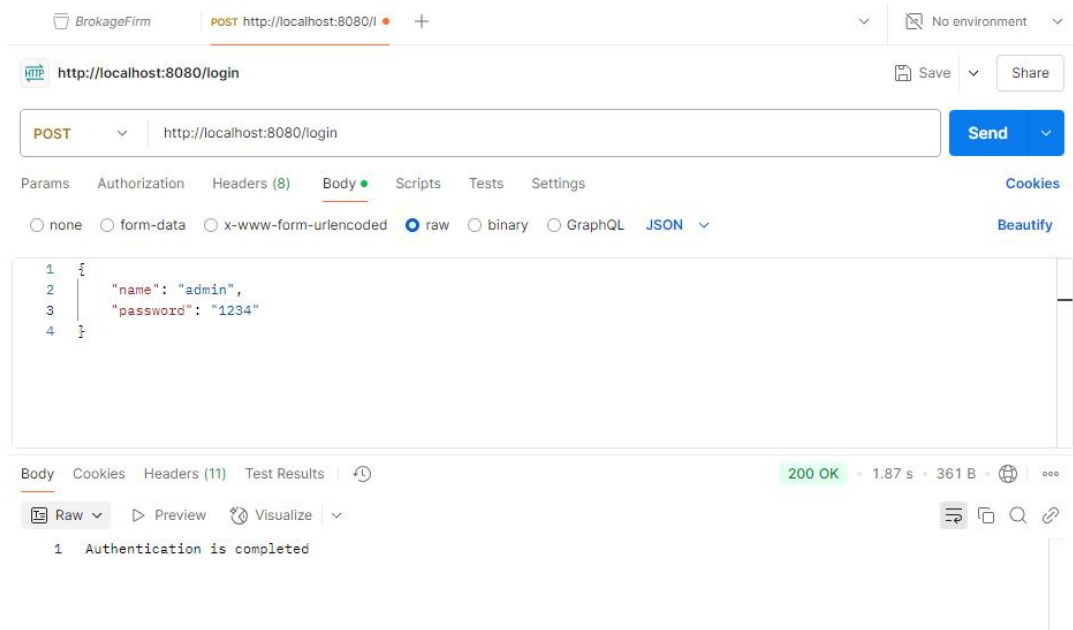 BrokageFirm POST http://localhost:8080/l No environment
HTTP http://localhost:8080/login Save Share
POST http://localhost:8080/login Send
Params Authorization Headers (8) Body Scripts Tests Settings Cookies
none form-data x-www-form-urlencoded raw binary GraphQL JSON Beautify
1 {
2 "name": "admin",
3 "password": "1234"
4 }
Body Cookies Headers (11) Test Results 200 OK 1.87 s 361 B
Raw Preview Visualize
1 Authentication is completed